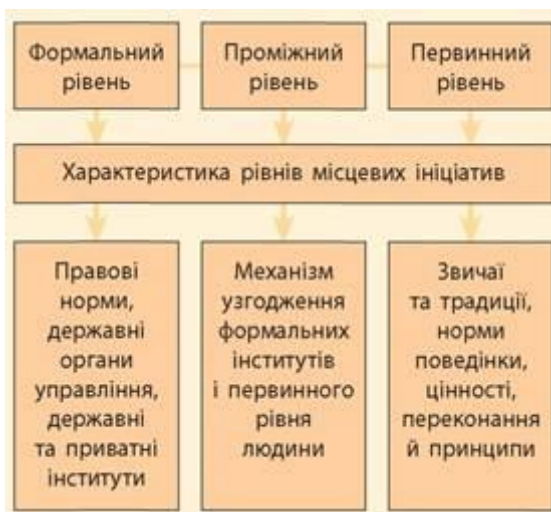 Формальний
рівень
Проміжний
рівень
Первинний
рівень
Характеристика рівнів місцевих ініціатив
Правові
норми,
державні
органи
управління,
державні
та приватні
інститути
Механізм
узгодження
формальних
інститутів
і первинного
рівня
людини
Звичаї
та традиції,
норми
поведінки,
цінності,
переконання
й принципи